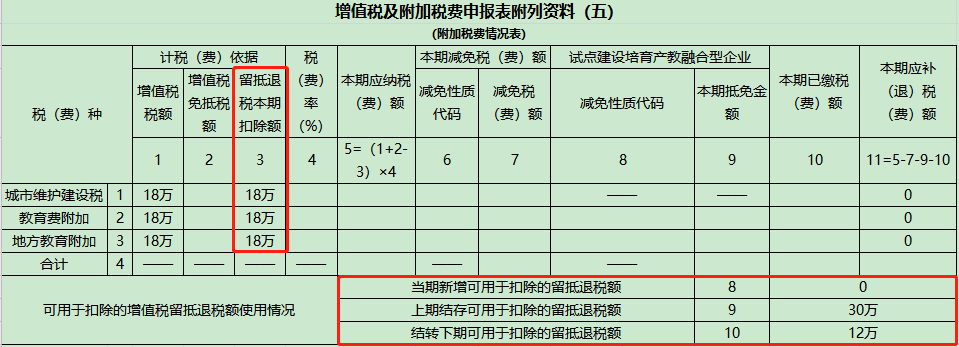 增值税及附加税费申报表附列资料（五）
(附加税费情况表)
税（费）种
计税（费）依据
税（费）率（%）
本期应纳税（费）额
本期减免税（费）额
试点建设培育产教融合型企业
本期已缴税（费）额
本期应补（退）税（费）额
增值税税额
增值税免抵税额
留抵退税本期扣除额
减免性质代码
减免税（费）额
减免性质代码
本期抵免金额
1 2 3 4 5=（1+2-3）×4 6 7 8 9 10 11=5-7-9-10
城市维护建设税 1 18万 18万 —— —— 0
教育费附加 2 18万 18万 0
地方教育附加 3 18万 18万 0
合计 4 —— —— —— —— —— ——
可用于扣除的增值税留抵退税额使用情况
当期新增可用于扣除的留抵退税额 8 0
上期结存可用于扣除的留抵退税额 9 30万
结转下期可用于扣除的留抵退税额 10 12万